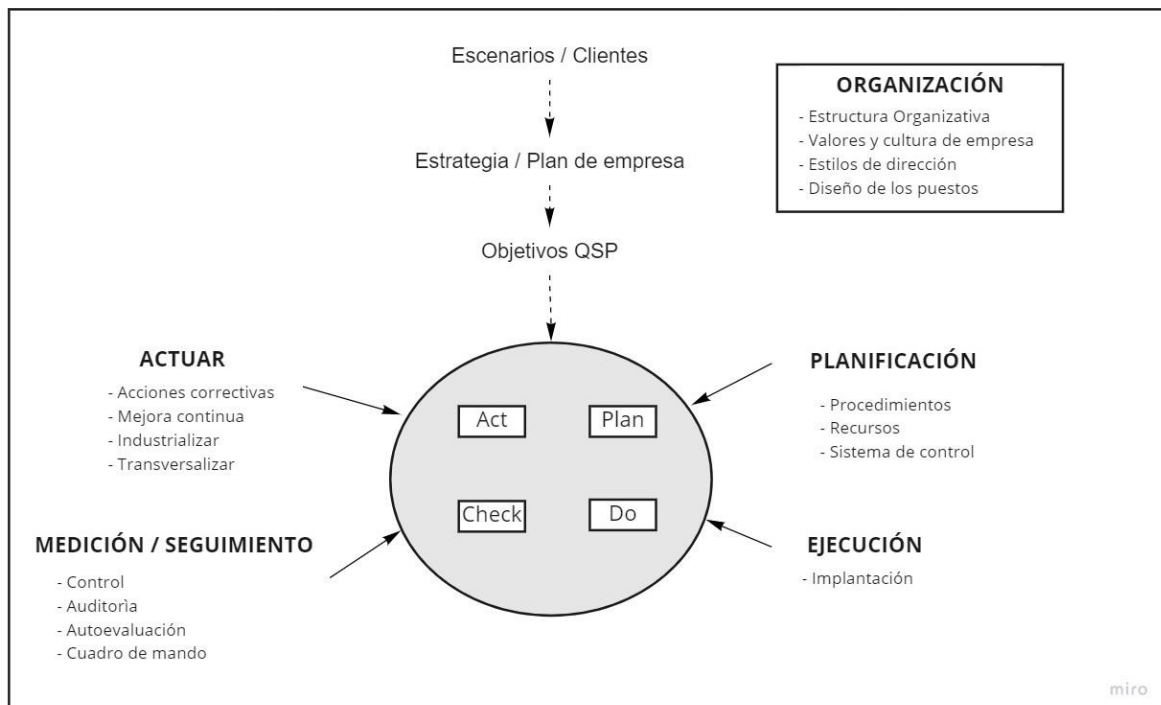 Escenarios / Clientes
ORGANIZACIÓN
- Estructura Organizativa
- Valores y cultura de empresa
- Estilos de dirección
- Diseño de los puestos
Estrategia / Plan de empresa
Objetivos QSP
ACTUAR
- Acciones correctivas
- Mejora continua
- Industrializar
- Transversalizar
PLANIFICACIÓN
- Procedimientos
- Recursos
- Sistema de control
Act
Plan
Check
Do
MEDICIÓN / SEGUIMIENTO
- Control
- Auditorìa
- Autoevaluación
- Cuadro de mando
EJECUCIÓN
- Implantación
miro